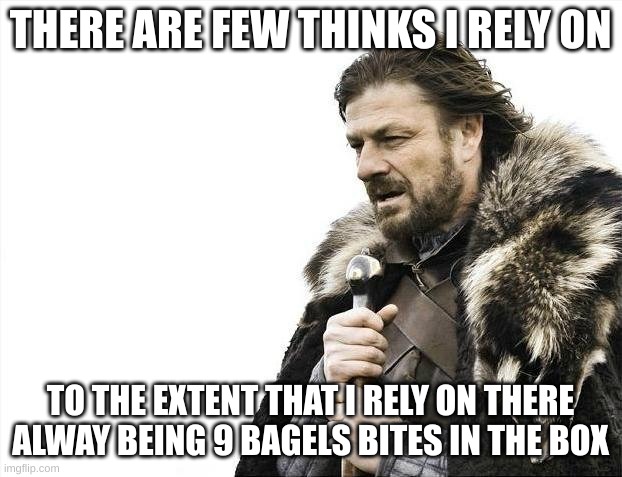 THERE ARE FEW THINKS I RELY ON
TO THE EXTENT THAT I RELY ON THERE
ALWAY BEING 9 BAGELS BITES IN THE BOX
imgflip.com